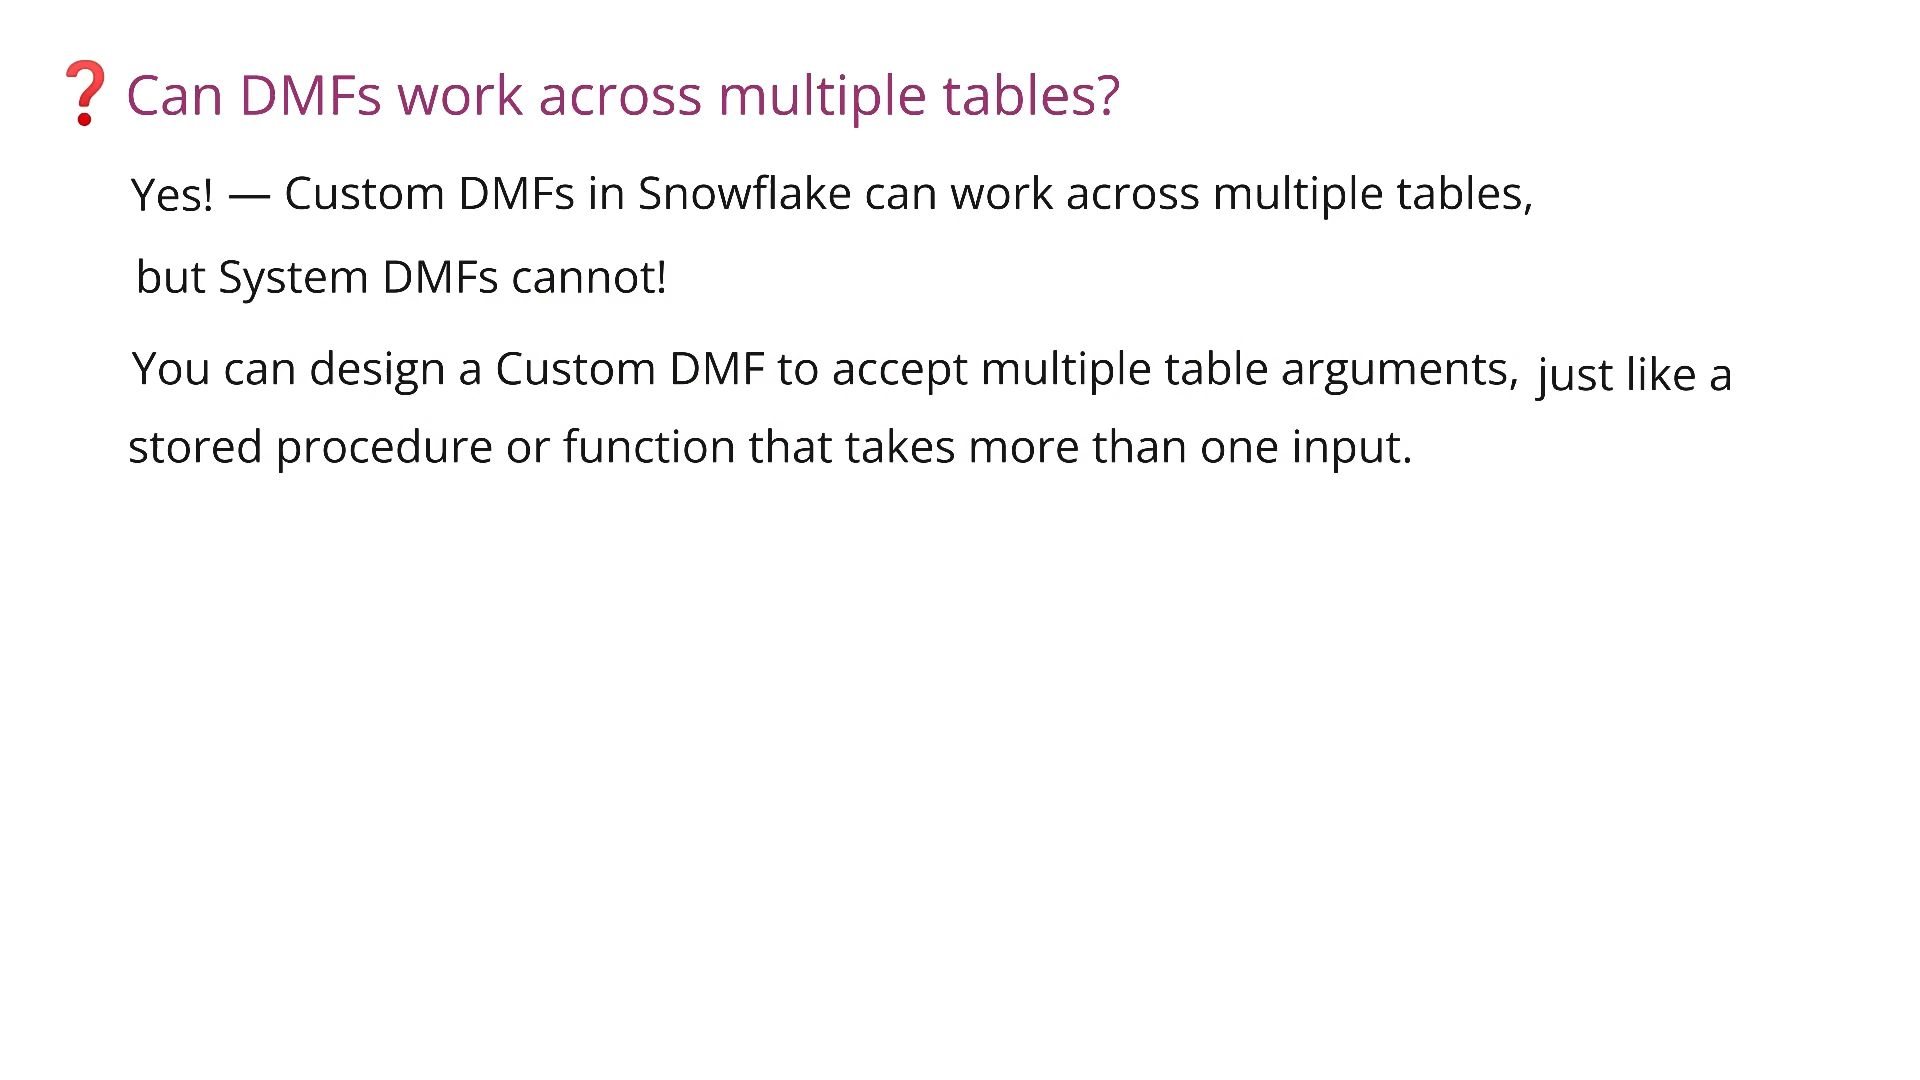 ❓ Can DMFs work across multiple tables?
Yes! — Custom DMFs in Snowflake can work across multiple tables,
but System DMFs cannot!
You can design a Custom DMF to accept multiple table arguments, just like a
stored procedure or function that takes more than one input.